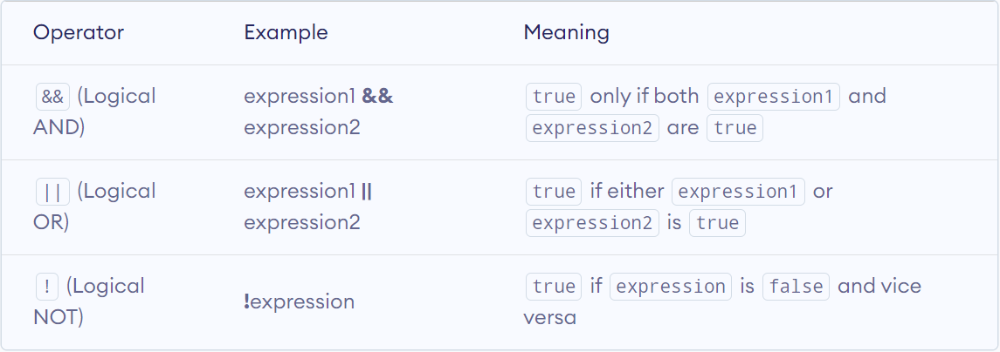 Operator Example Meaning
&& (Logical AND) expression1 && expression2 true only if both expression1 and expression2 are true
|| (Logical OR) expression1 || expression2 true if either expression1 or expression2 is true
! (Logical NOT) !expression true if expression is false and vice versa